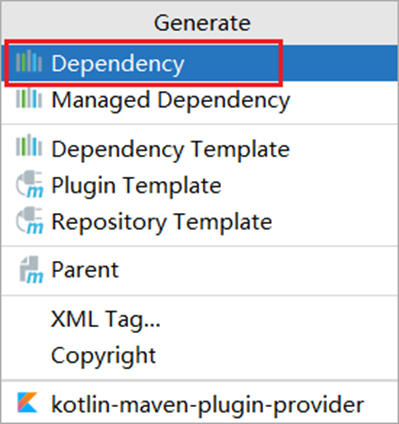 Generate
Dependency
Managed Dependency
Dependency Template
Plugin Template
Repository Template
Parent
XML Tag...
Copyright
kotlin-maven-plugin-provider